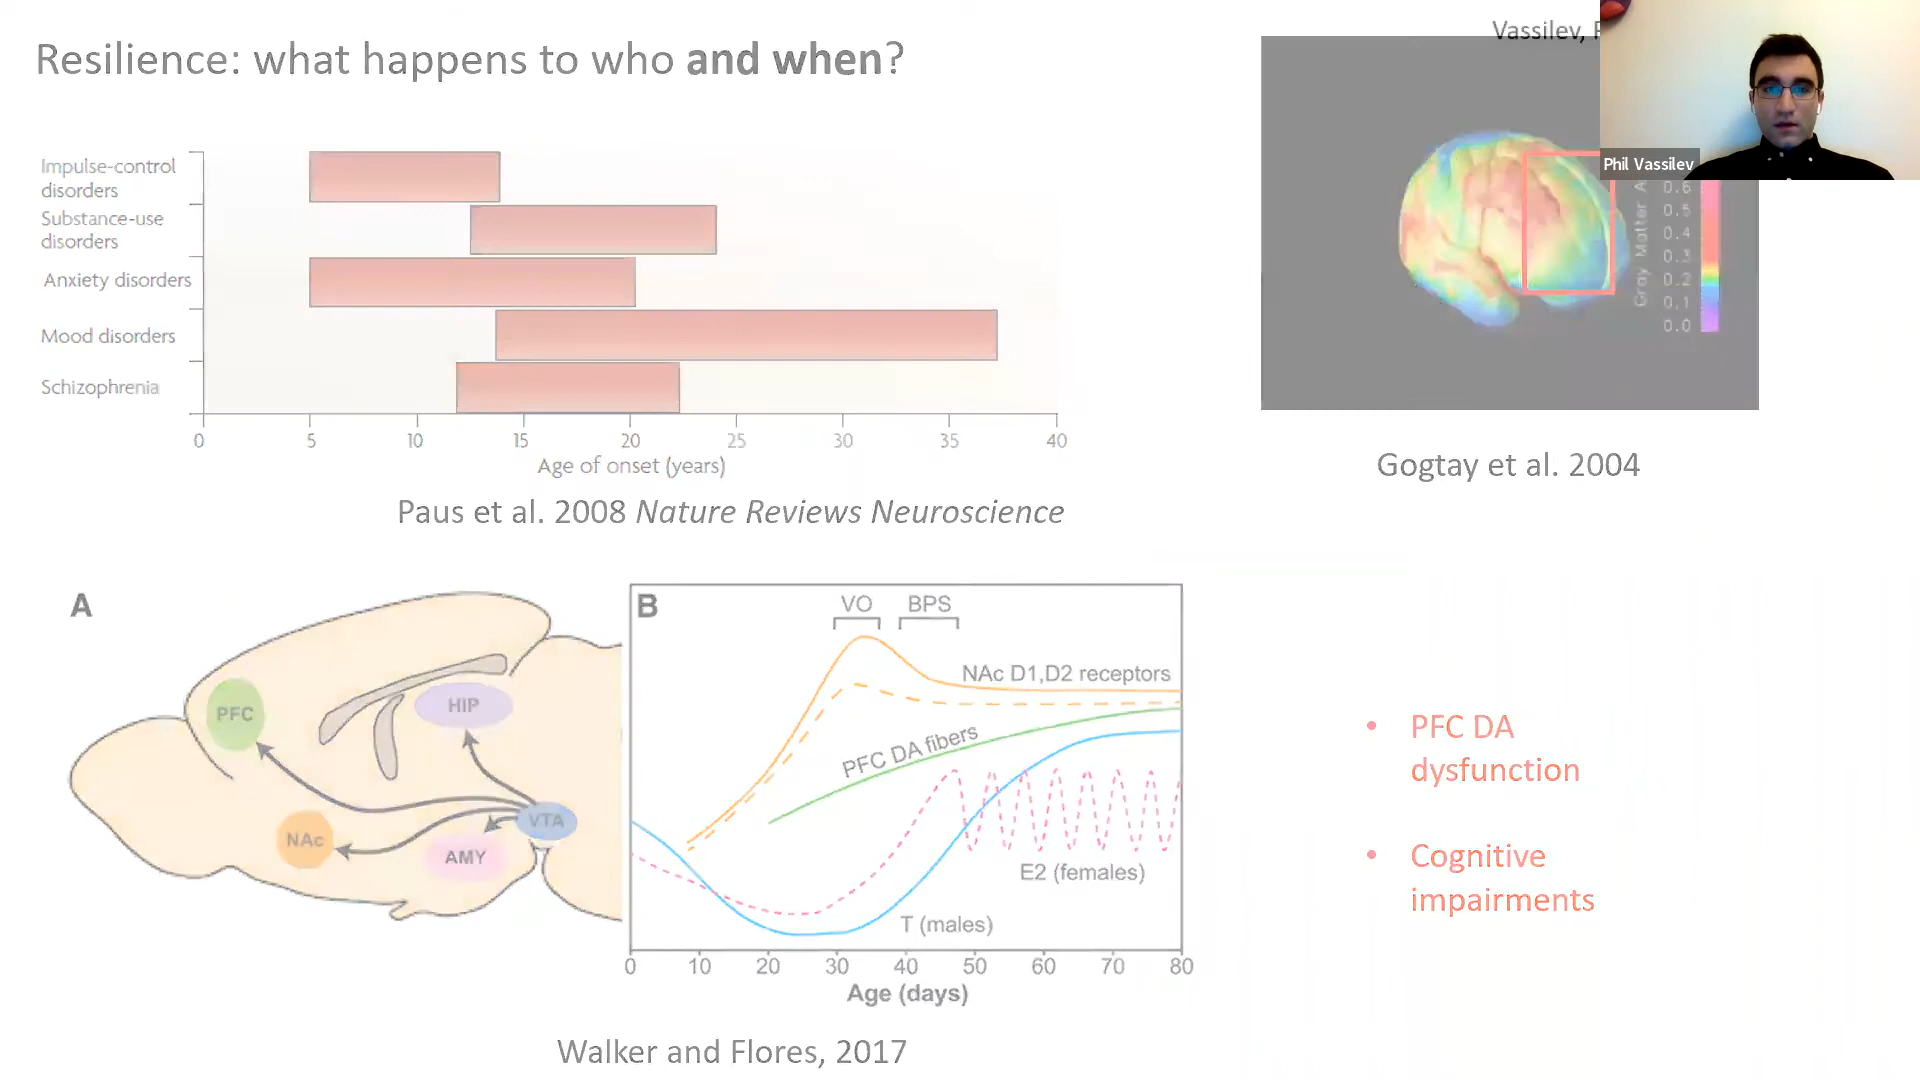 Resilience: what happens to who and when?
Vassilev,
Phil Vassilev
Impulse-control
disorders
Substance-use
disorders
Anxiety disorders
Mood disorders
Schizophrenia
0 5 10 15 20 25 30 35 40
Age of onset (years)
Paus et al. 2008 Nature Reviews Neuroscience
Gray Matter
0.6
0.5
0.4
0.3
0.2
0.1
0.0
Gogtay et al. 2004
A
PFC
HIP
NAc
AMY
VTA
B
VO BPS
NAc D1,D2 receptors
PFC DA fibers
E2 (females)
T (males)
0 10 20 30 40 50 60 70 80
Age (days)
Walker and Flores, 2017
• PFC DA
dysfunction
• Cognitive
impairments